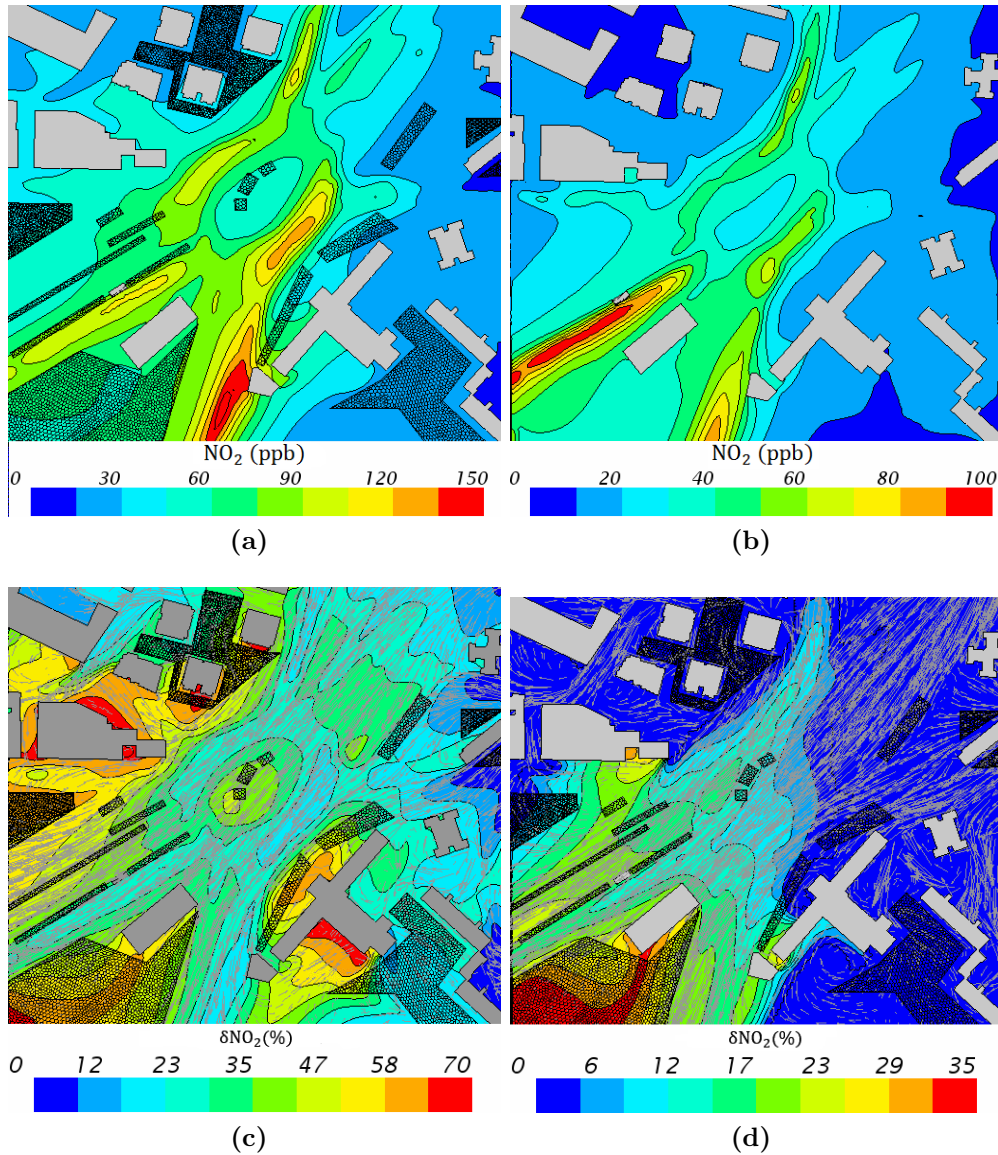 NO₂ (ppb)
0 30 60 90 120 150
(a)
NO₂ (ppb)
0 20 40 60 80 100
(b)
δNO₂(%)
0 12 23 35 47 58 70
(c)
δNO₂(%)
0 6 12 17 23 29 35
(d)